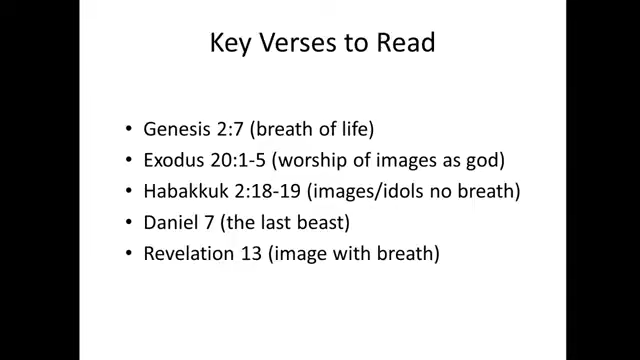 Key Verses to Read
• Genesis 2:7 (breath of life)
• Exodus 20:1-5 (worship of images as god)
• Habakkuk 2:18-19 (images/idols no breath)
• Daniel 7 (the last beast)
• Revelation 13 (image with breath)